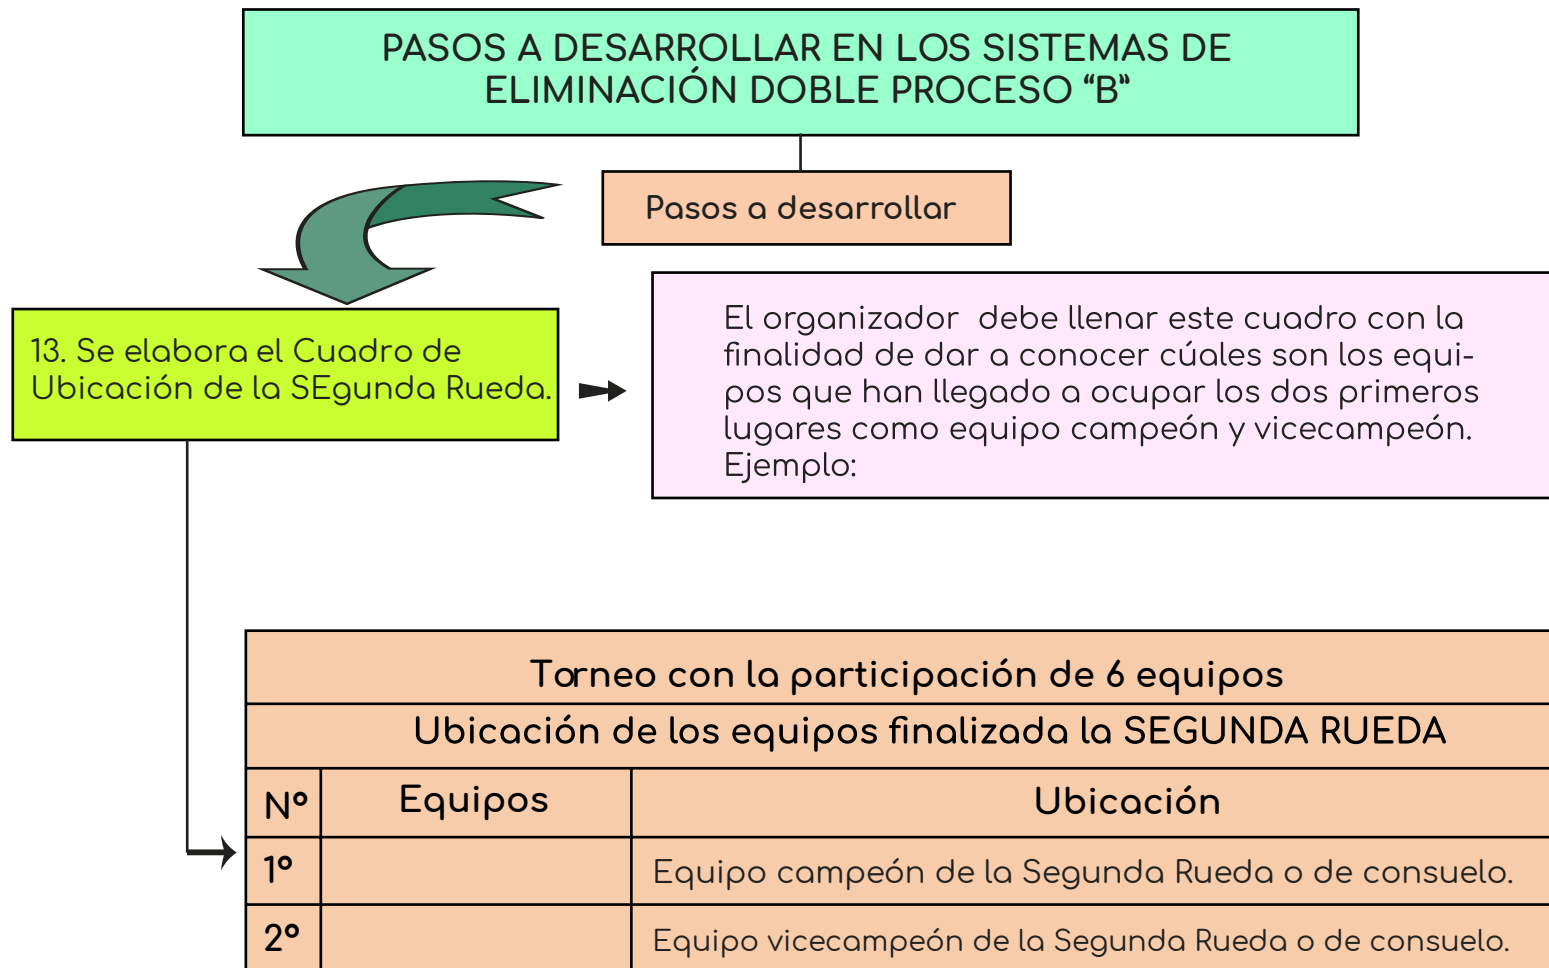 PASOS A DESARROLLAR EN LOS SISTEMAS DE
ELIMINACIÓN DOBLE PROCESO “B”
Pasos a desarrollar
13. Se elabora el Cuadro de
Ubicación de la SEgunda Rueda.
El organizador debe llenar este cuadro con la
finalidad de dar a conocer cúales son los equi-
pos que han llegado a ocupar los dos primeros
lugares como equipo campeón y vicecampeón.
Ejemplo:
Torneo con la participación de 6 equipos
Ubicación de los equipos finalizada la SEGUNDA RUEDA
Nº Equipos Ubicación
1º Equipo campeón de la Segunda Rueda o de consuelo.
2º Equipo vicecampeón de la Segunda Rueda o de consuelo.